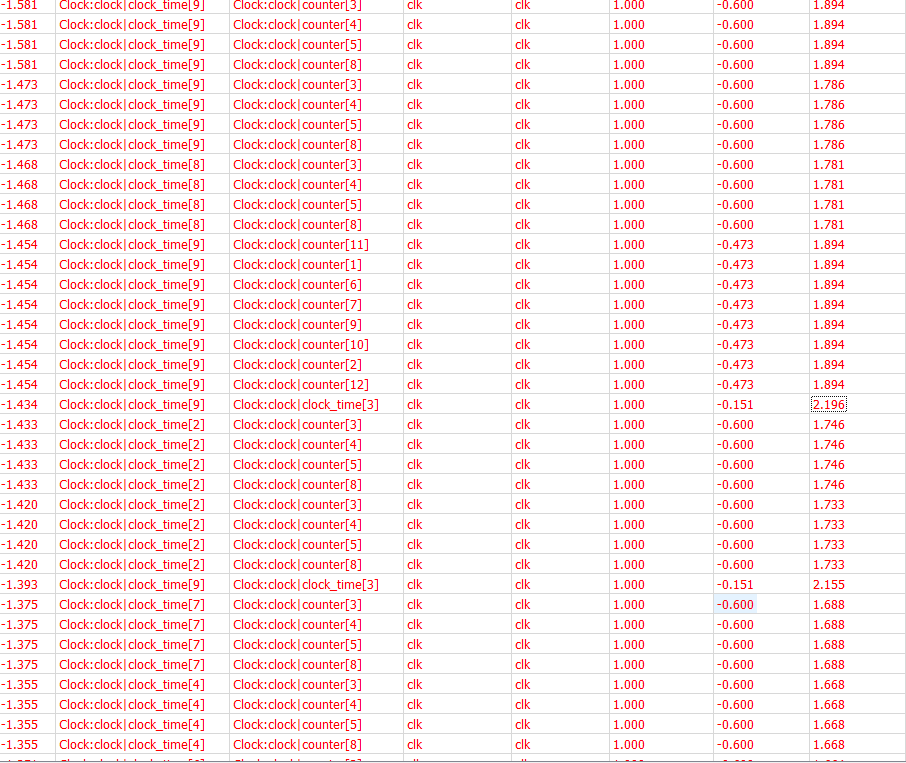 -1.581 Clock:clock|clock_time[9] Clock:clock|counter[3] clk clk 1.000 -0.600 1.894
-1.581 Clock:clock|clock_time[9] Clock:clock|counter[4] clk clk 1.000 -0.600 1.894
-1.581 Clock:clock|clock_time[9] Clock:clock|counter[5] clk clk 1.000 -0.600 1.894
-1.581 Clock:clock|clock_time[9] Clock:clock|counter[8] clk clk 1.000 -0.600 1.894
-1.473 Clock:clock|clock_time[9] Clock:clock|counter[3] clk clk 1.000 -0.600 1.786
-1.473 Clock:clock|clock_time[9] Clock:clock|counter[4] clk clk 1.000 -0.600 1.786
-1.473 Clock:clock|clock_time[9] Clock:clock|counter[5] clk clk 1.000 -0.600 1.786
-1.473 Clock:clock|clock_time[9] Clock:clock|counter[8] clk clk 1.000 -0.600 1.786
-1.468 Clock:clock|clock_time[8] Clock:clock|counter[3] clk clk 1.000 -0.600 1.781
-1.468 Clock:clock|clock_time[8] Clock:clock|counter[4] clk clk 1.000 -0.600 1.781
-1.468 Clock:clock|clock_time[8] Clock:clock|counter[5] clk clk 1.000 -0.600 1.781
-1.468 Clock:clock|clock_time[8] Clock:clock|counter[8] clk clk 1.000 -0.600 1.781
-1.454 Clock:clock|clock_time[9] Clock:clock|counter[11] clk clk 1.000 -0.473 1.894
-1.454 Clock:clock|clock_time[9] Clock:clock|counter[1] clk clk 1.000 -0.473 1.894
-1.454 Clock:clock|clock_time[9] Clock:clock|counter[6] clk clk 1.000 -0.473 1.894
-1.454 Clock:clock|clock_time[9] Clock:clock|counter[7] clk clk 1.000 -0.473 1.894
-1.454 Clock:clock|clock_time[9] Clock:clock|counter[9] clk clk 1.000 -0.473 1.894
-1.454 Clock:clock|clock_time[9] Clock:clock|counter[10] clk clk 1.000 -0.473 1.894
-1.454 Clock:clock|clock_time[9] Clock:clock|counter[2] clk clk 1.000 -0.473 1.894
-1.454 Clock:clock|clock_time[9] Clock:clock|counter[12] clk clk 1.000 -0.473 1.894
-1.434 Clock:clock|clock_time[9] Clock:clock|clock_time[3] clk clk 1.000 -0.151 2.196
-1.433 Clock:clock|clock_time[2] Clock:clock|counter[3] clk clk 1.000 -0.600 1.746
-1.433 Clock:clock|clock_time[2] Clock:clock|counter[4] clk clk 1.000 -0.600 1.746
-1.433 Clock:clock|clock_time[2] Clock:clock|counter[5] clk clk 1.000 -0.600 1.746
-1.433 Clock:clock|clock_time[2] Clock:clock|counter[8] clk clk 1.000 -0.600 1.746
-1.420 Clock:clock|clock_time[2] Clock:clock|counter[3] clk clk 1.000 -0.600 1.733
-1.420 Clock:clock|clock_time[2] Clock:clock|counter[4] clk clk 1.000 -0.600 1.733
-1.420 Clock:clock|clock_time[2] Clock:clock|counter[5] clk clk 1.000 -0.600 1.733
-1.420 Clock:clock|clock_time[2] Clock:clock|counter[8] clk clk 1.000 -0.600 1.733
-1.393 Clock:clock|clock_time[9] Clock:clock|clock_time[3] clk clk 1.000 -0.151 2.155
-1.375 Clock:clock|clock_time[7] Clock:clock|counter[3] clk clk 1.000 -0.600 1.688
-1.375 Clock:clock|clock_time[7] Clock:clock|counter[4] clk clk 1.000 -0.600 1.688
-1.375 Clock:clock|clock_time[7] Clock:clock|counter[5] clk clk 1.000 -0.600 1.688
-1.375 Clock:clock|clock_time[7] Clock:clock|counter[8] clk clk 1.000 -0.600 1.688
-1.355 Clock:clock|clock_time[4] Clock:clock|counter[3] clk clk 1.000 -0.600 1.668
-1.355 Clock:clock|clock_time[4] Clock:clock|counter[4] clk clk 1.000 -0.600 1.668
-1.355 Clock:clock|clock_time[4] Clock:clock|counter[5] clk clk 1.000 -0.600 1.668
-1.355 Clock:clock|clock_time[4] Clock:clock|counter[8] clk clk 1.000 -0.600 1.668